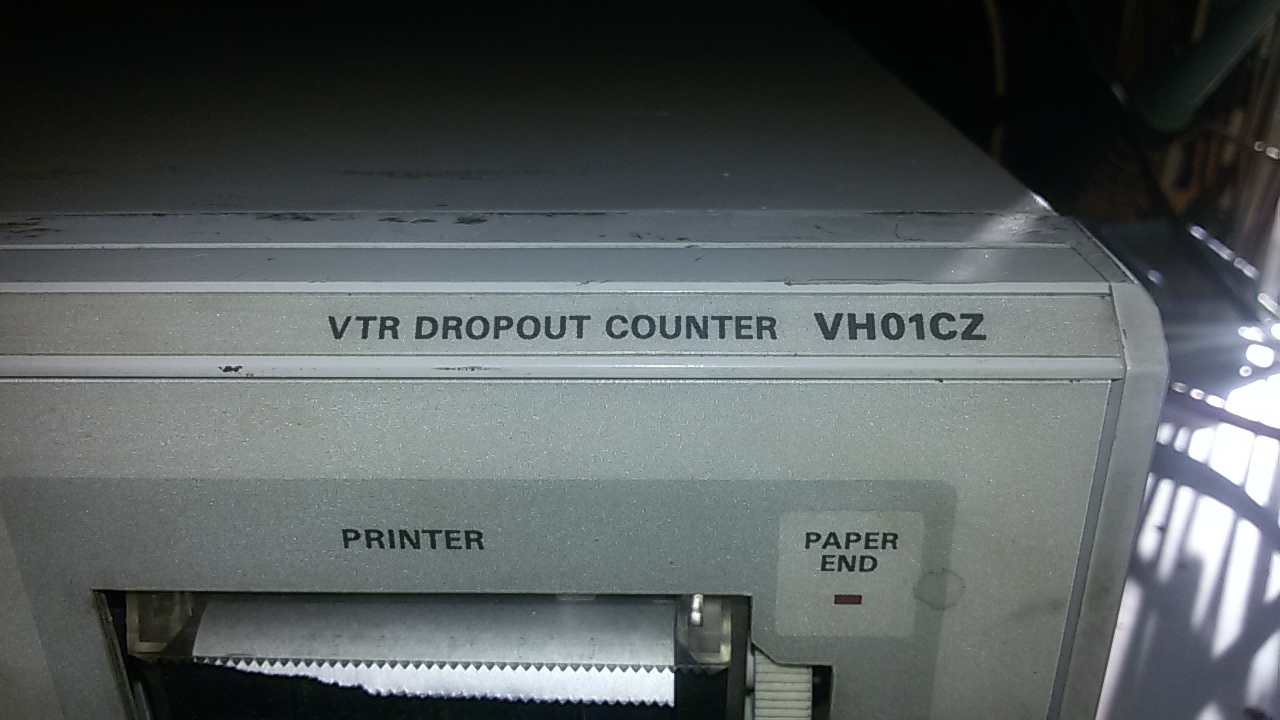 VTR DROPOUT COUNTER VH01CZ
PRINTER
PAPER
END